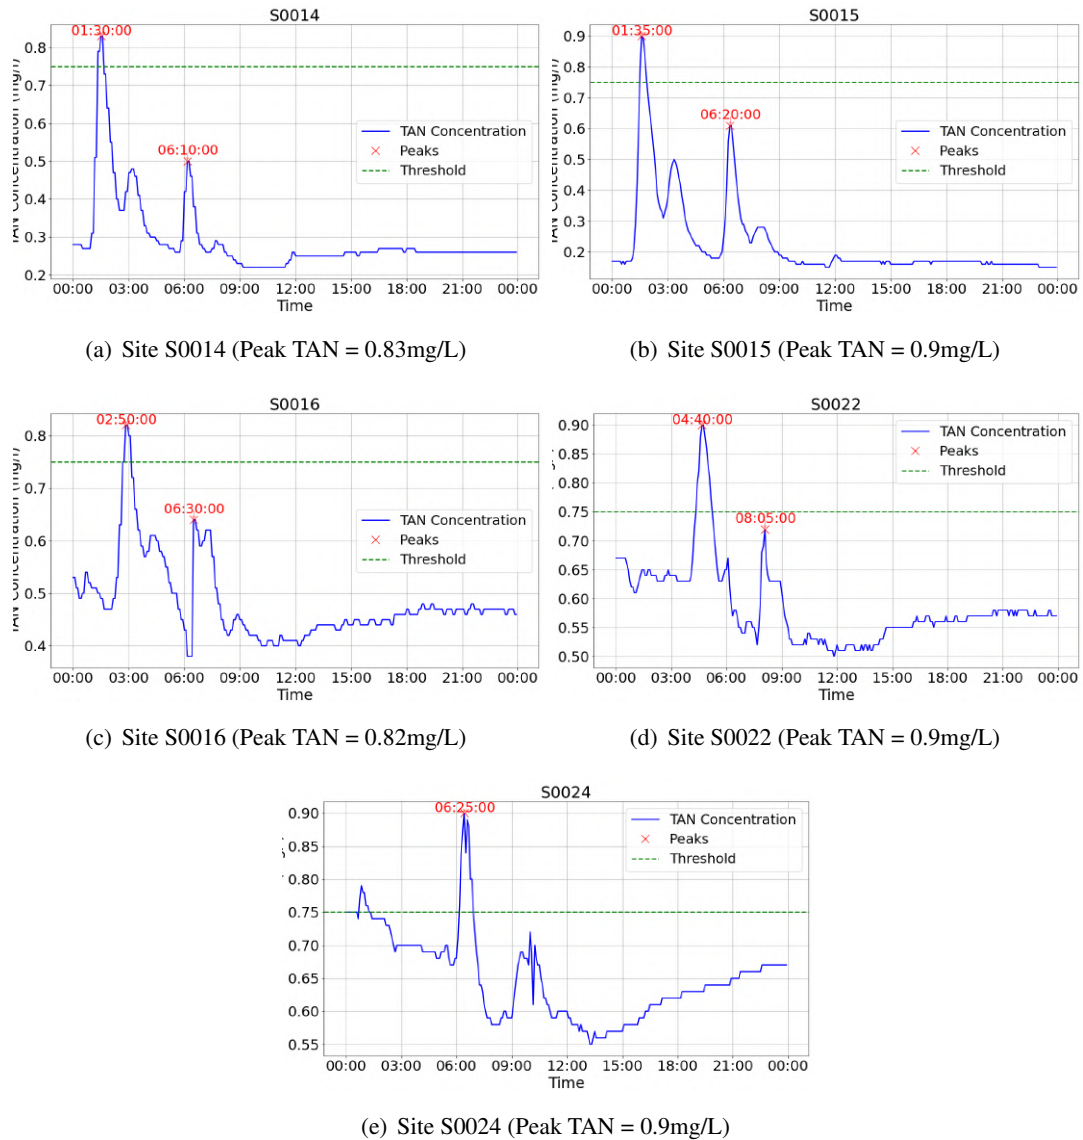 S0014
01:30:00
06:10:00
0.8
0.7
0.6
0.5
0.4
0.3
0.2
TAN Concentration
Peaks
Threshold
00:00 03:00 06:00 09:00 12:00 15:00 18:00 21:00 00:00
Time
(a) Site S0014 (Peak TAN = 0.83mg/L)
S0015
01:35:00
06:20:00
0.9
0.8
0.7
0.6
0.5
0.4
0.3
0.2
TAN Concentration
Peaks
Threshold
00:00 03:00 06:00 09:00 12:00 15:00 18:00 21:00 00:00
Time
(b) Site S0015 (Peak TAN = 0.9mg/L)
S0016
02:50:00
06:30:00
0.8
0.7
0.6
0.5
0.4
TAN Concentration
Peaks
Threshold
00:00 03:00 06:00 09:00 12:00 15:00 18:00 21:00 00:00
Time
(c) Site S0016 (Peak TAN = 0.82mg/L)
S0022
04:40:00
08:05:00
0.90
0.85
0.80
0.75
0.70
0.65
0.60
0.55
0.50
TAN Concentration
Peaks
Threshold
00:00 03:00 06:00 09:00 12:00 15:00 18:00 21:00 00:00
Time
(d) Site S0022 (Peak TAN = 0.9mg/L)
S0024
06:25:00
0.90
0.85
0.80
0.75
0.70
0.65
0.60
0.55
TAN Concentration
Peaks
Threshold
00:00 03:00 06:00 09:00 12:00 15:00 18:00 21:00 00:00
Time
(e) Site S0024 (Peak TAN = 0.9mg/L)